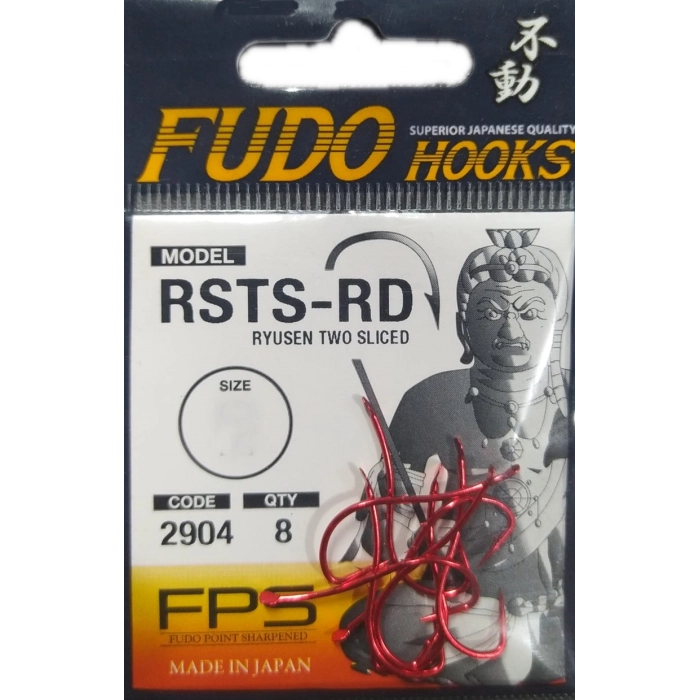 不動
FUDO
SUPERIOR JAPANESE QUALITY
HOOKS
MODEL
RSTS-RD
RYUSEN TWO SLICED
SIZE
CODE QTY
2904 8
FPS
FUDO POINT SHARPENED
MADE IN JAPAN